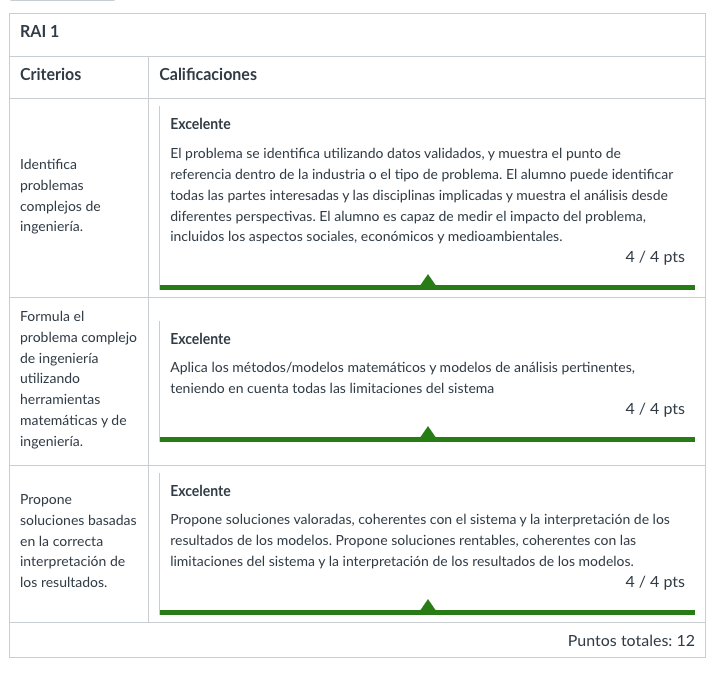 RAI 1
Criterios
Calificaciones
Identifica
problemas
complejos de
ingeniería.
Excelente
El problema se identifica utilizando datos validados, y muestra el punto de
referencia dentro de la industria o el tipo de problema. El alumno puede identificar
todas las partes interesadas y las disciplinas implicadas y muestra el análisis desde
diferentes perspectivas. El alumno es capaz de medir el impacto del problema,
incluidos los aspectos sociales, económicos y medioambientales.
4 / 4 pts
Formula el
problema complejo
de ingeniería
utilizando
herramientas
matemáticas y de
ingeniería.
Excelente
Aplica los métodos/modelos matemáticos y modelos de análisis pertinentes,
teniendo en cuenta todas las limitaciones del sistema
4 / 4 pts
Propone
soluciones basadas
en la correcta
interpretación de
los resultados.
Excelente
Propone soluciones valoradas, coherentes con el sistema y la interpretación de los
resultados de los modelos. Propone soluciones rentables, coherentes con las
limitaciones del sistema y la interpretación de los resultados de los modelos.
4 / 4 pts
Puntos totales: 12